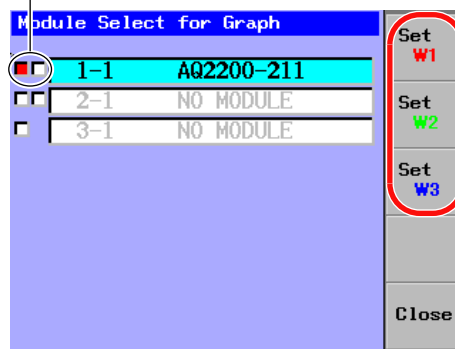 Module Select for Graph
1-1 AQ2200-211
2-1 NO MODULE
3-1 NO MODULE
Set
W1
Set
W2
Set
W3
Close